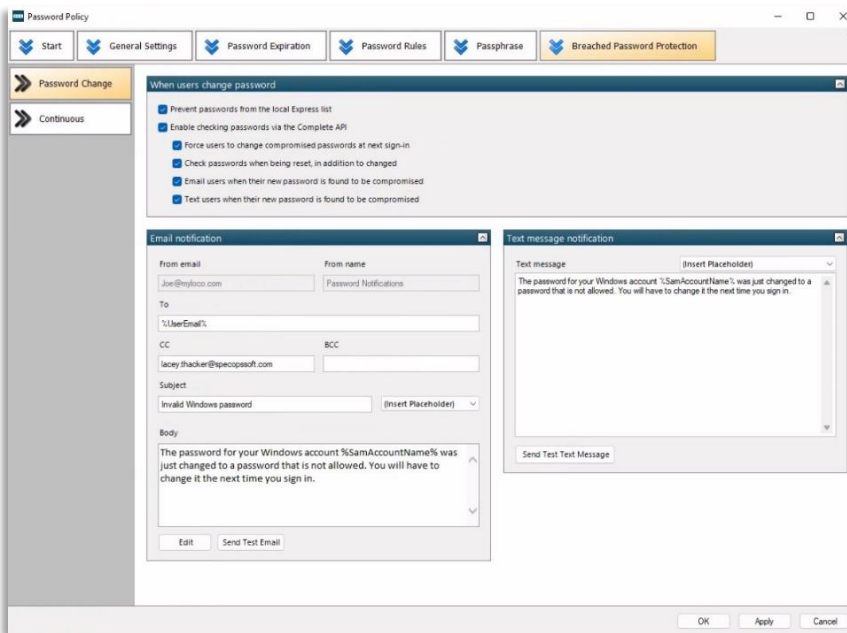 Password Policy
Start
General Settings
Password Expiration
Password Rules
Passphrase
Breached Password Protection
Password Change
Continuous
When users change password
Prevent passwords from the local Express list
Enable checking passwords via the Complete API
Force users to change compromised passwords at next sign-in
Check passwords when being reset, in addition to changed
Email users when their new password is found to be compromised
Text users when their new password is found to be compromised
Email notification
From email
From name
Joe@myloco.com
Password Notifications
To
%UserEmail%
CC
BCC
lacey.thacker@specopssoft.com
Subject
Invalid Windows password
(Insert Placeholder)
Body
The password for your Windows account %SamAccountName% was
just changed to a password that is not allowed. You will have to
change it the next time you sign in.
Edit
Send Test Email
Text message notification
Text message
(Insert Placeholder)
The password for your Windows account %SamAccountName% was just changed to a
password that is not allowed. You will have to change it the next time you sign in.
Send Test Text Message
OK
Apply
Cancel